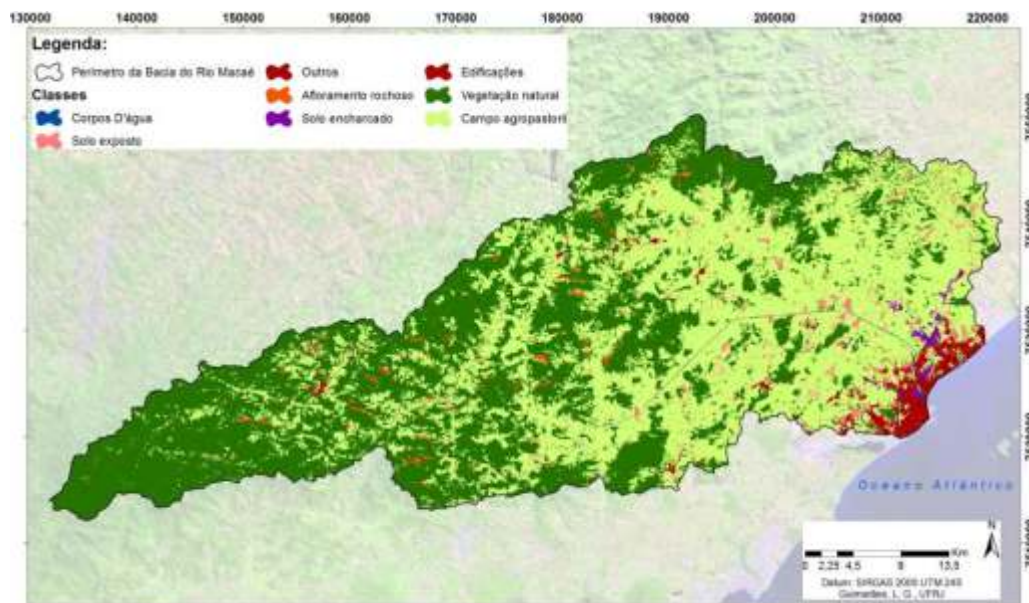 130000 140000 150000 160000 170000 180000 190000 200000 210000 220000
Legenda:
Perímetro da Bacia do Rio Macaé
Outros
Edificações
Classes
Afloramento rochoso
Vegetação natural
Corpos D'água
Solo encharcado
Campo agropastoril
Solo exposto
Oceano Atlântico
N
Km
0 2,25 4,5 9 13,5
Datum: SIRGAS 2000 UTM 24S
Guimarães, L. G., UFRJ